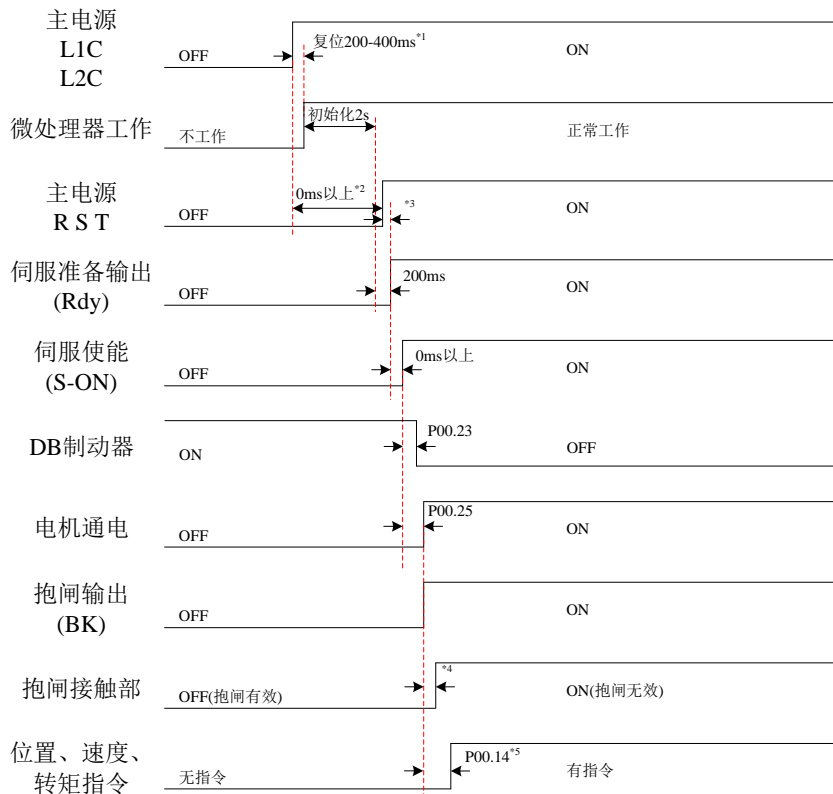 主电源
L1C
L2C
OFF
复位200-400ms*1
ON
微处理器工作
不工作
初始化2s
正常工作
主电源
R S T
OFF
0ms以上*2
*3
ON
伺服准备输出
(Rdy)
OFF
200ms
ON
伺服使能
(S-ON)
OFF
0ms以上
ON
DB制动器
ON
P00.23
OFF
电机通电
OFF
P00.25
ON
抱闸输出
(BK)
OFF
ON
抱闸接触部
OFF(抱闸有效)
*4
ON(抱闸无效)
位置、速度、
转矩指令
无指令
P00.14*5
有指令